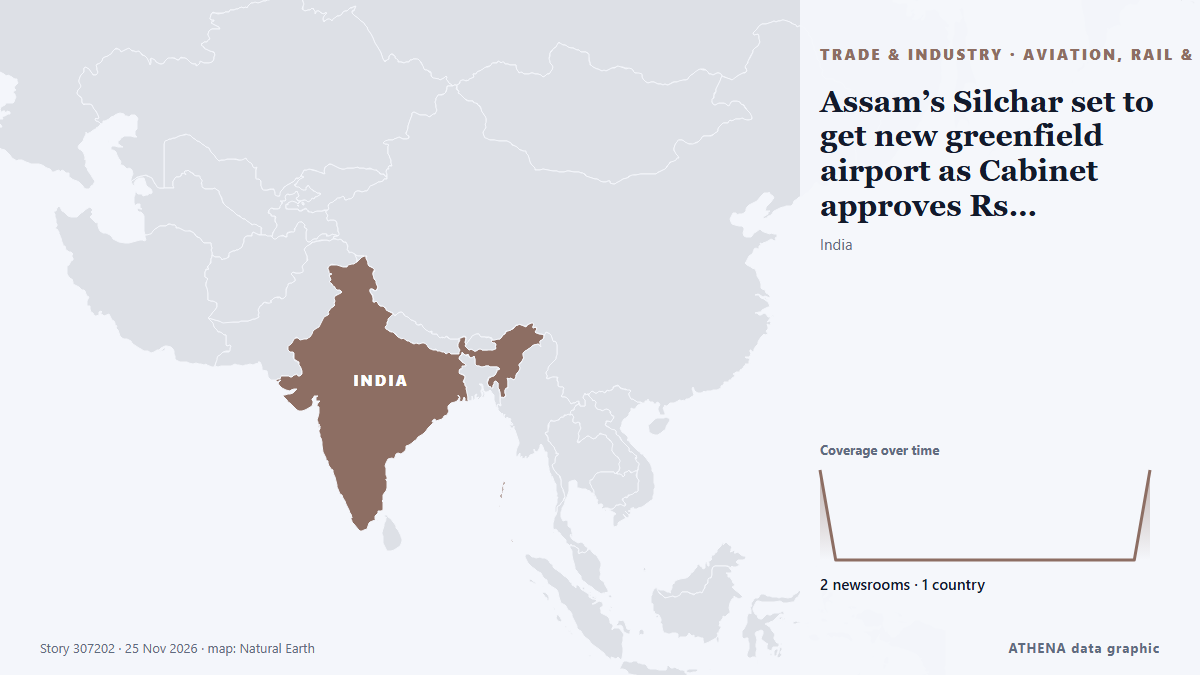 TRADE & INDUSTRY · AVIATION, RAIL &
Assam’s Silchar set to
get new greenfield
airport as Cabinet
approves Rs...
India
INDIA
Coverage over time
2 newsrooms · 1 country
Story 307202 · 25 Nov 2026 · map: Natural Earth
ATHENA data graphic